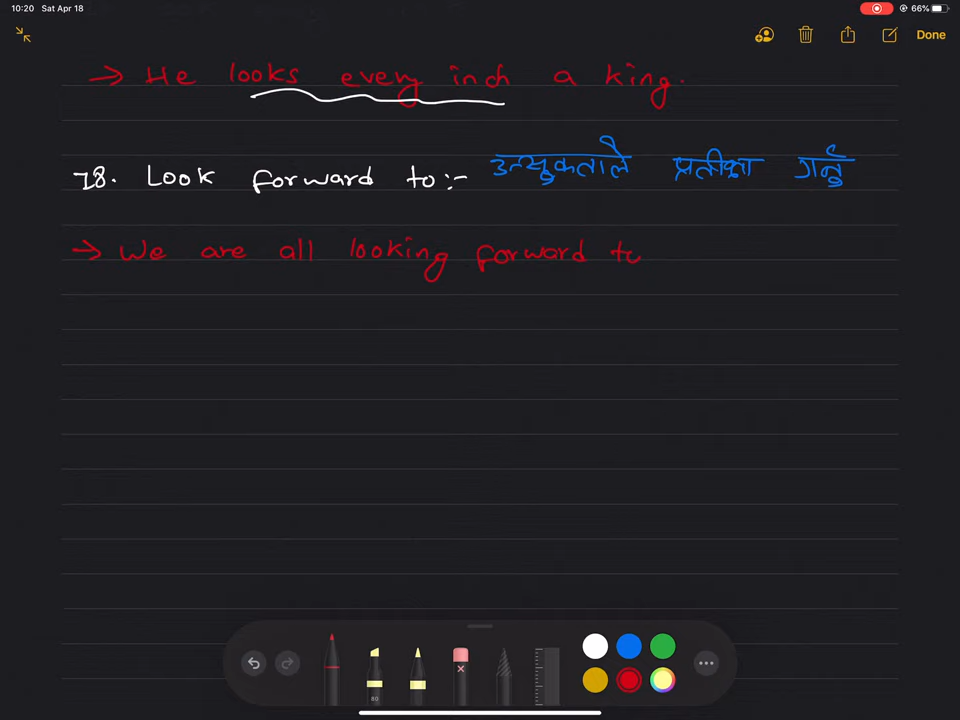 10:20 Sat Apr 18 66%
Done
→ He looks every inch a king.
78. Look forward to:- उत्सुकताले प्रतीक्षा गर्नु
→ We are all looking forward to
80